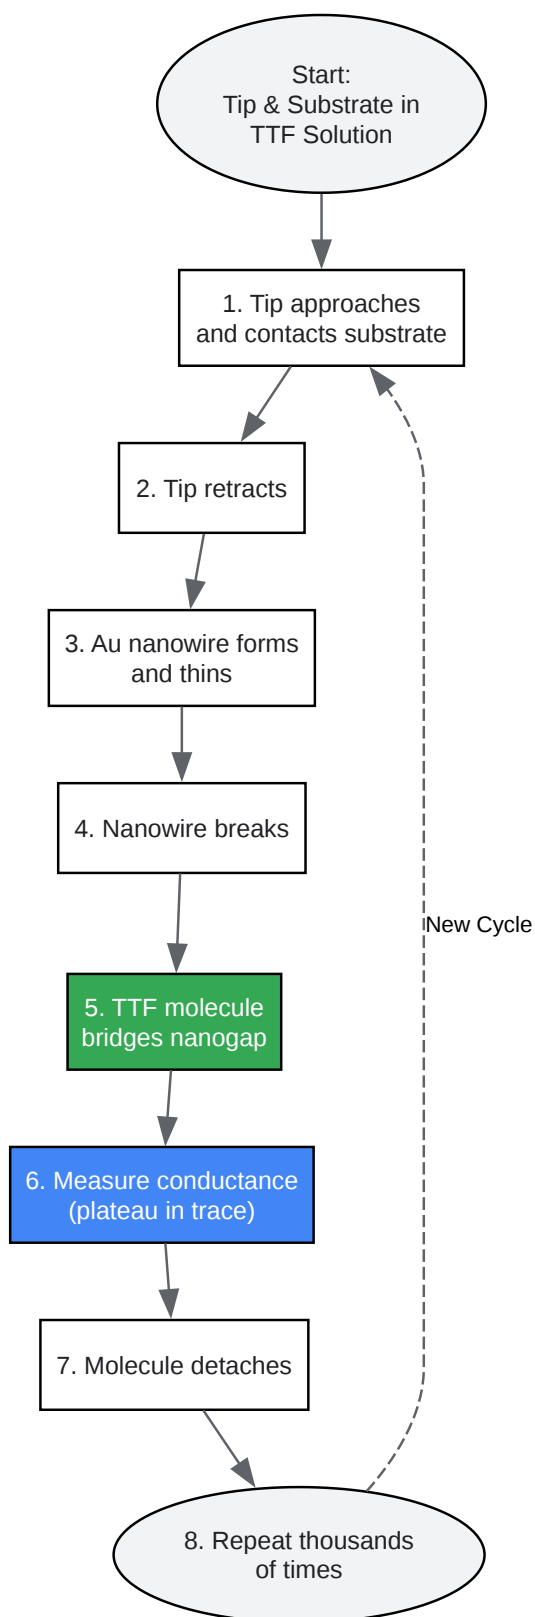 Start:
Tip & Substrate in
TTF Solution
1. Tip approaches
and contacts substrate
2. Tip retracts
3. Au nanowire forms
and thins
4. Nanowire breaks
New Cycle
5. TTF molecule
bridges nanogap
6. Measure conductance
(plateau in trace)
7. Molecule detaches
8. Repeat thousands
of times